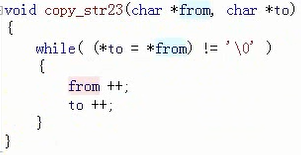 void copy_str23(char *from, char *to)
{
while( (*to = *from) != '\0' )
{
from ++;
to ++;
}
}